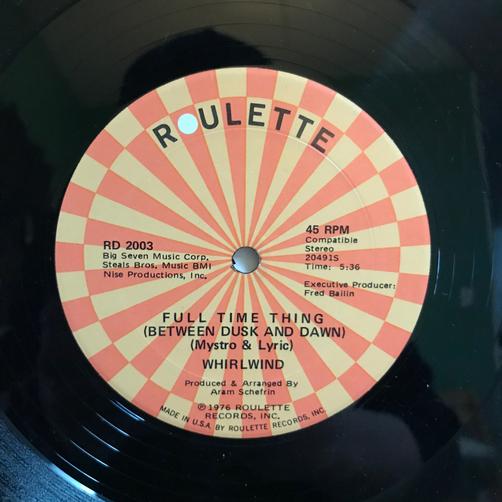 ROULETTE
RD 2003
Big Seven Music Corp.
Steals Bros. Music BMI
Nise Productions, Inc.
45 RPM
Compatible
Stereo
20491S
Time: 5:36
Executive Producer:
Fred Bailin
FULL TIME THING
(BETWEEN DUSK AND DAWN)
(Mystro & Lyric)
WHIRLWIND
Produced & Arranged By
Aram Schefrin
℗1976 ROULETTE
RECORDS, INC.
MADE IN U.S.A. BY ROULETTE RECORDS, INC.